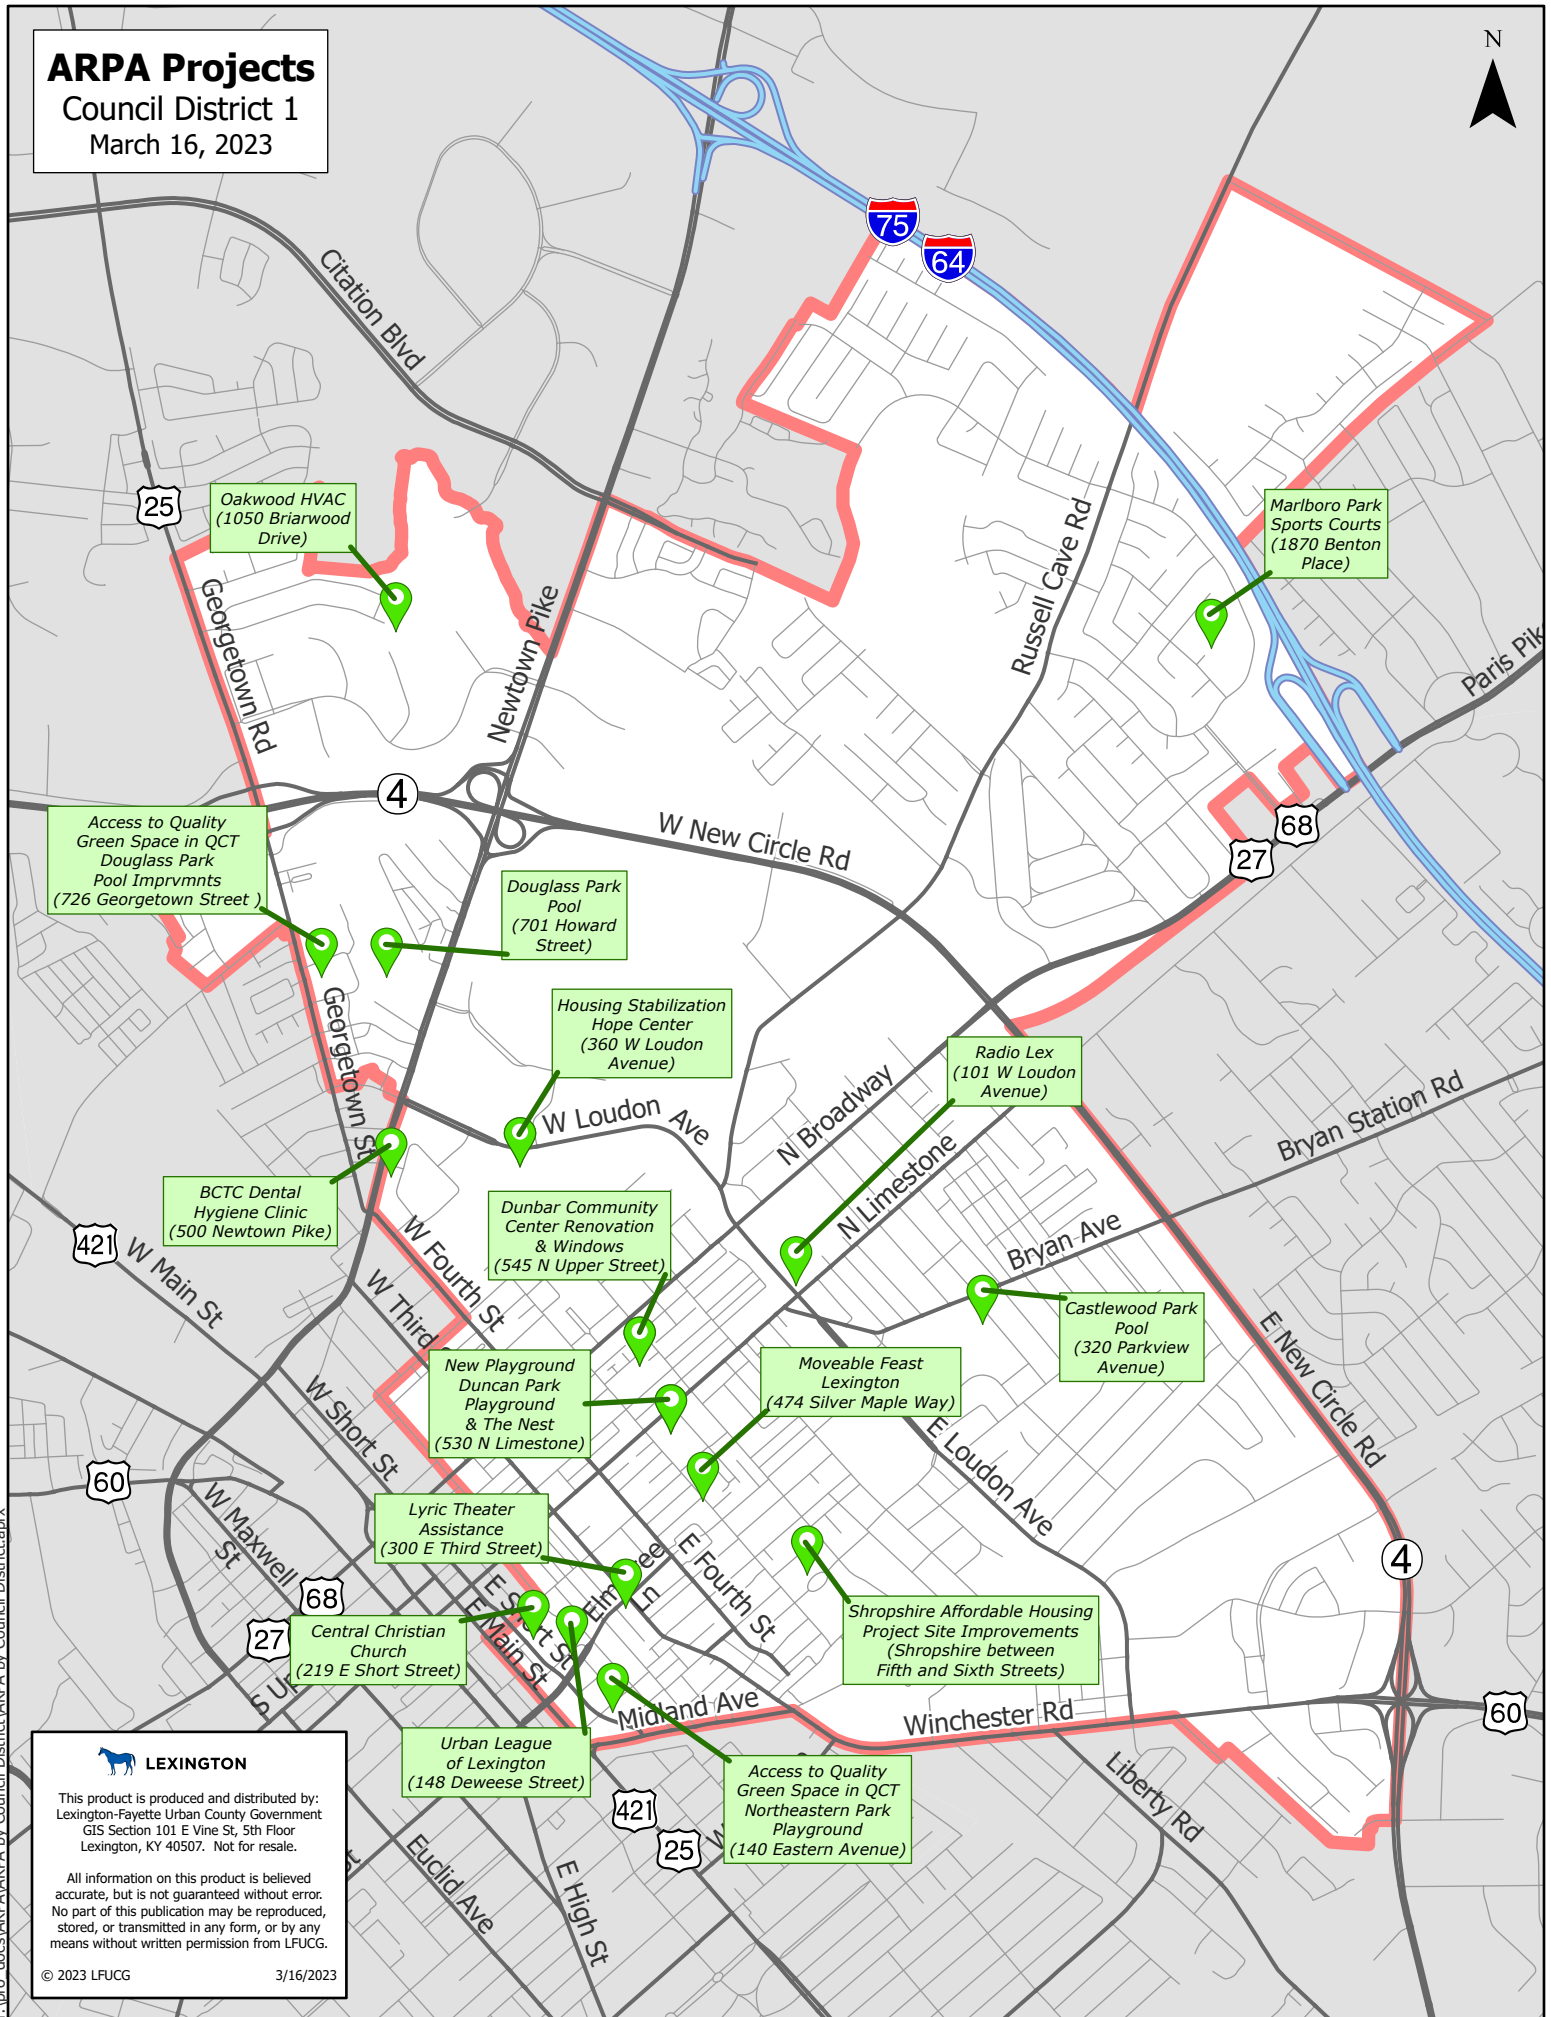 ARPA Projects
Council District 1
March 16, 2023
N
75
64
Citation Blvd
25
Oakwood HVAC
(1050 Briarwood
Drive)
Marlboro Park
Sports Courts
(1870 Benton
Place)
Georgetown Rd
Newtown Pike
Russell Cave Rd
Paris Pik
4
W New Circle Rd
68
27
Access to Quality
Green Space in QCT
Douglass Park
Pool Imprvmnts
(726 Georgetown Street )
Douglass Park
Pool
(701 Howard
Street)
Georgetown St
Housing Stabilization
Hope Center
(360 W Loudon
Avenue)
Radio Lex
(101 W Loudon
Avenue)
W Loudon Ave
N Broadway
N Limestone
Bryan Station Rd
BCTC Dental
Hygiene Clinic
(500 Newtown Pike)
Dunbar Community
Center Renovation
& Windows
(545 N Upper Street)
421
W Main St
W Fourth St
W Third
Bryan Ave
Castlewood Park
Pool
(320 Parkview
Avenue)
E New Circle Rd
New Playground
Duncan Park
Playground
& The Nest
(530 N Limestone)
Moveable Feast
Lexington
(474 Silver Maple Way)
W Short St
60
W Maxwell
St
E Loudon Ave
Lyric Theater
Assistance
(300 E Third Street)
E Fourth St
4
68
27
E Short St
E Main St
Central Christian
Church
(219 E Short Street)
Shropshire Affordable Housing
Project Site Improvements
(Shropshire between
Fifth and Sixth Streets)
Midland Ave
Winchester Rd
60
Urban League
of Lexington
(148 Deweese Street)
Access to Quality
Green Space in QCT
Northeastern Park
Playground
(140 Eastern Avenue)
Liberty Rd
421
25
Euclid Ave
E High St
LEXINGTON
This product is produced and distributed by:
Lexington-Fayette Urban County Government
GIS Section 101 E Vine St, 5th Floor
Lexington, KY 40507. Not for resale.
All information on this product is believed
accurate, but is not guaranteed without error.
No part of this publication may be reproduced,
stored, or transmitted in any form, or by any
means without written permission from LFUCG.
© 2023 LFUCG
3/16/2023